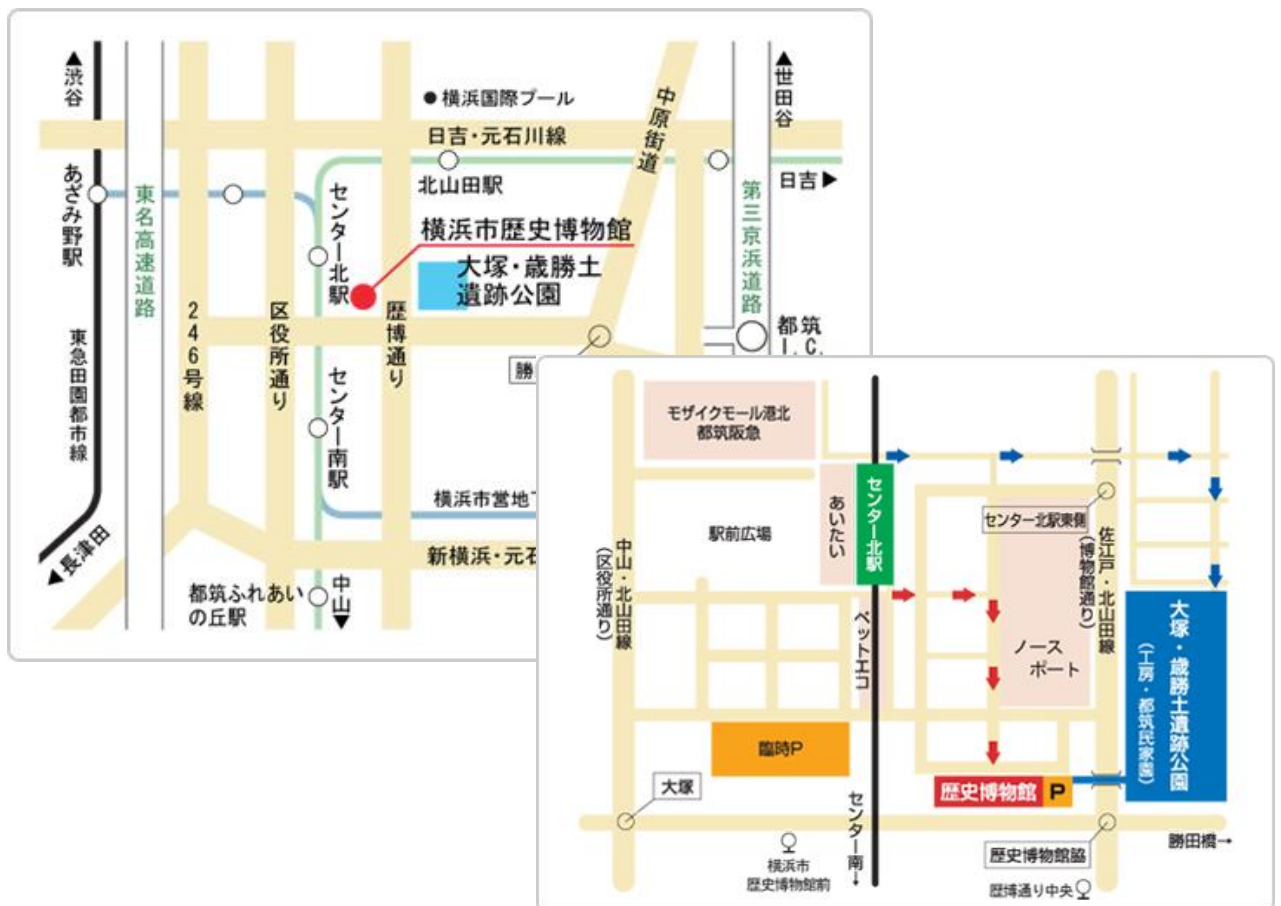 ▲渋谷
▲世田谷
●横浜国際プール
中原街道
日吉・元石川線
日吉▶
北山田駅
あざみ野駅
東名高速道路
センター北駅
第三京浜道路
横浜市歴史博物館
大塚・歳勝土
遺跡公園
246号線
区役所通り
歴博通り
都筑
I.C.
勝
東急田園都市線
センター南駅
横浜市営地
新横浜・元石
▲長津田
都筑ふれあい
の丘駅
中山▼
モザイクモール港北
都筑阪急
あいたい
センター北駅
駅前広場
センター北駅東側
中山・北山田線
(区役所通り)
佐江戸・北山田線
(博物館通り)
ペットエコ
ノース
ポート
大塚・歳勝土遺跡公園
(工房・都筑民家園)
臨時P
大塚
歴史博物館 P
センター南→
勝田橋→
横浜市
歴史博物館前
歴史博物館脇
歴博通り中央